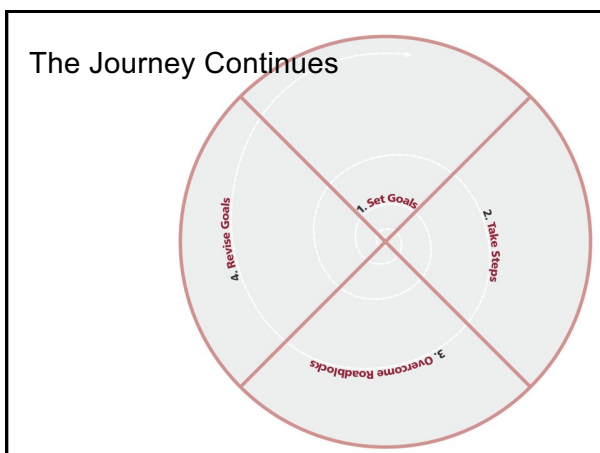 The Journey Continues
1. Set Goals
2. Take Steps
3. Overcome Roadblocks
4. Revise Goals